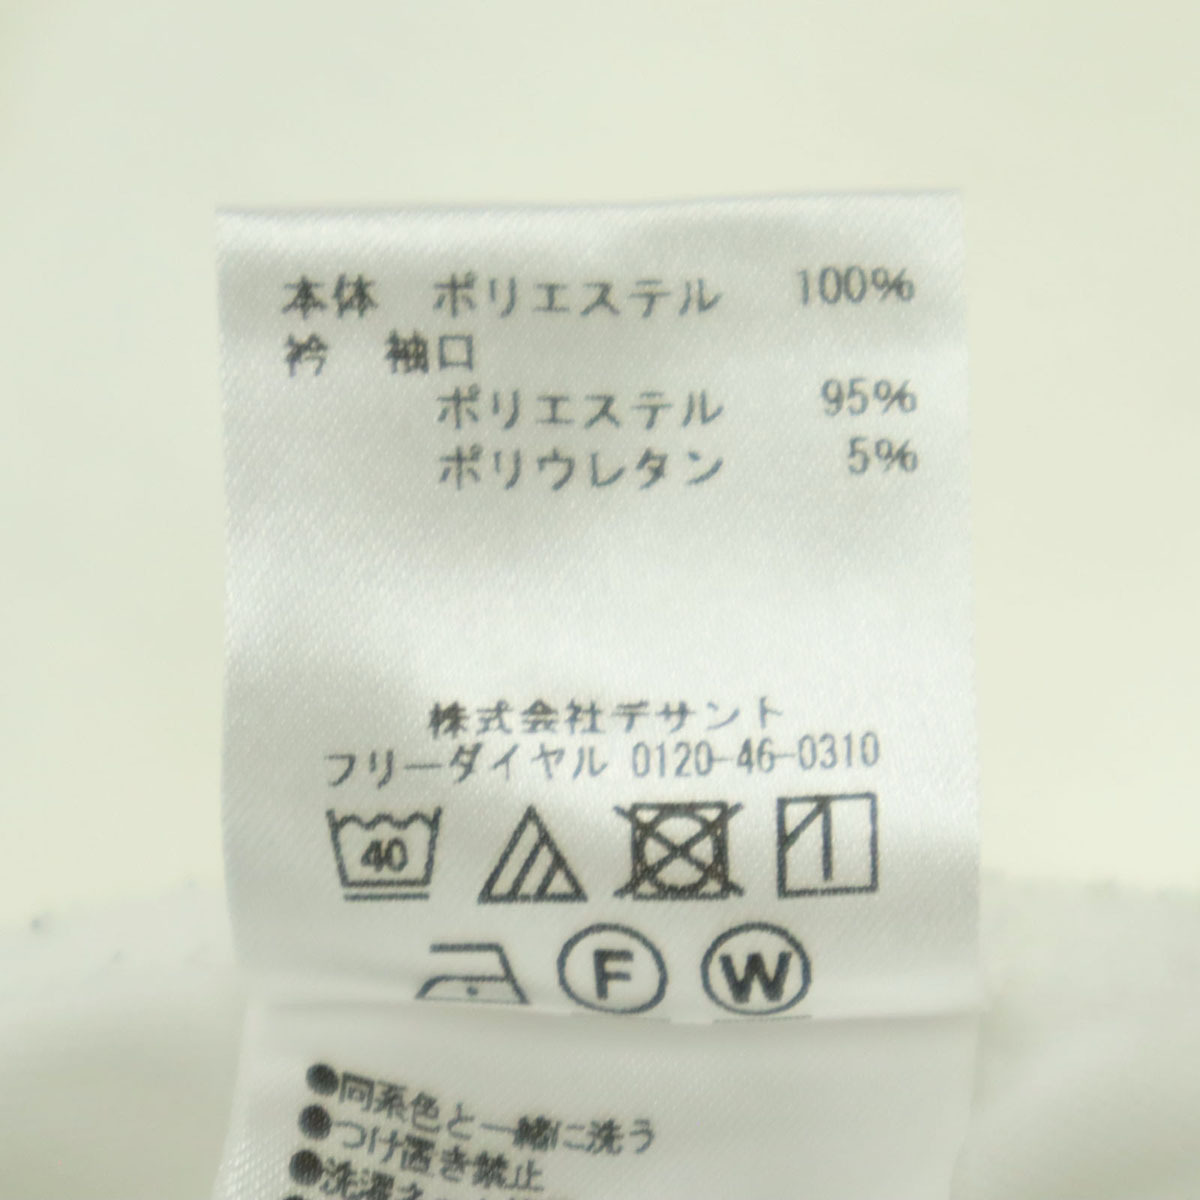 本体 ポリエステル 100%
衿 袖口
ポリエステル 95%
ポリウレタン 5%
株式会社デサント
フリーダイヤル 0120-46-0310
40
F W
●同系色と一緒に洗う
●つけ置き禁止
●洗濯